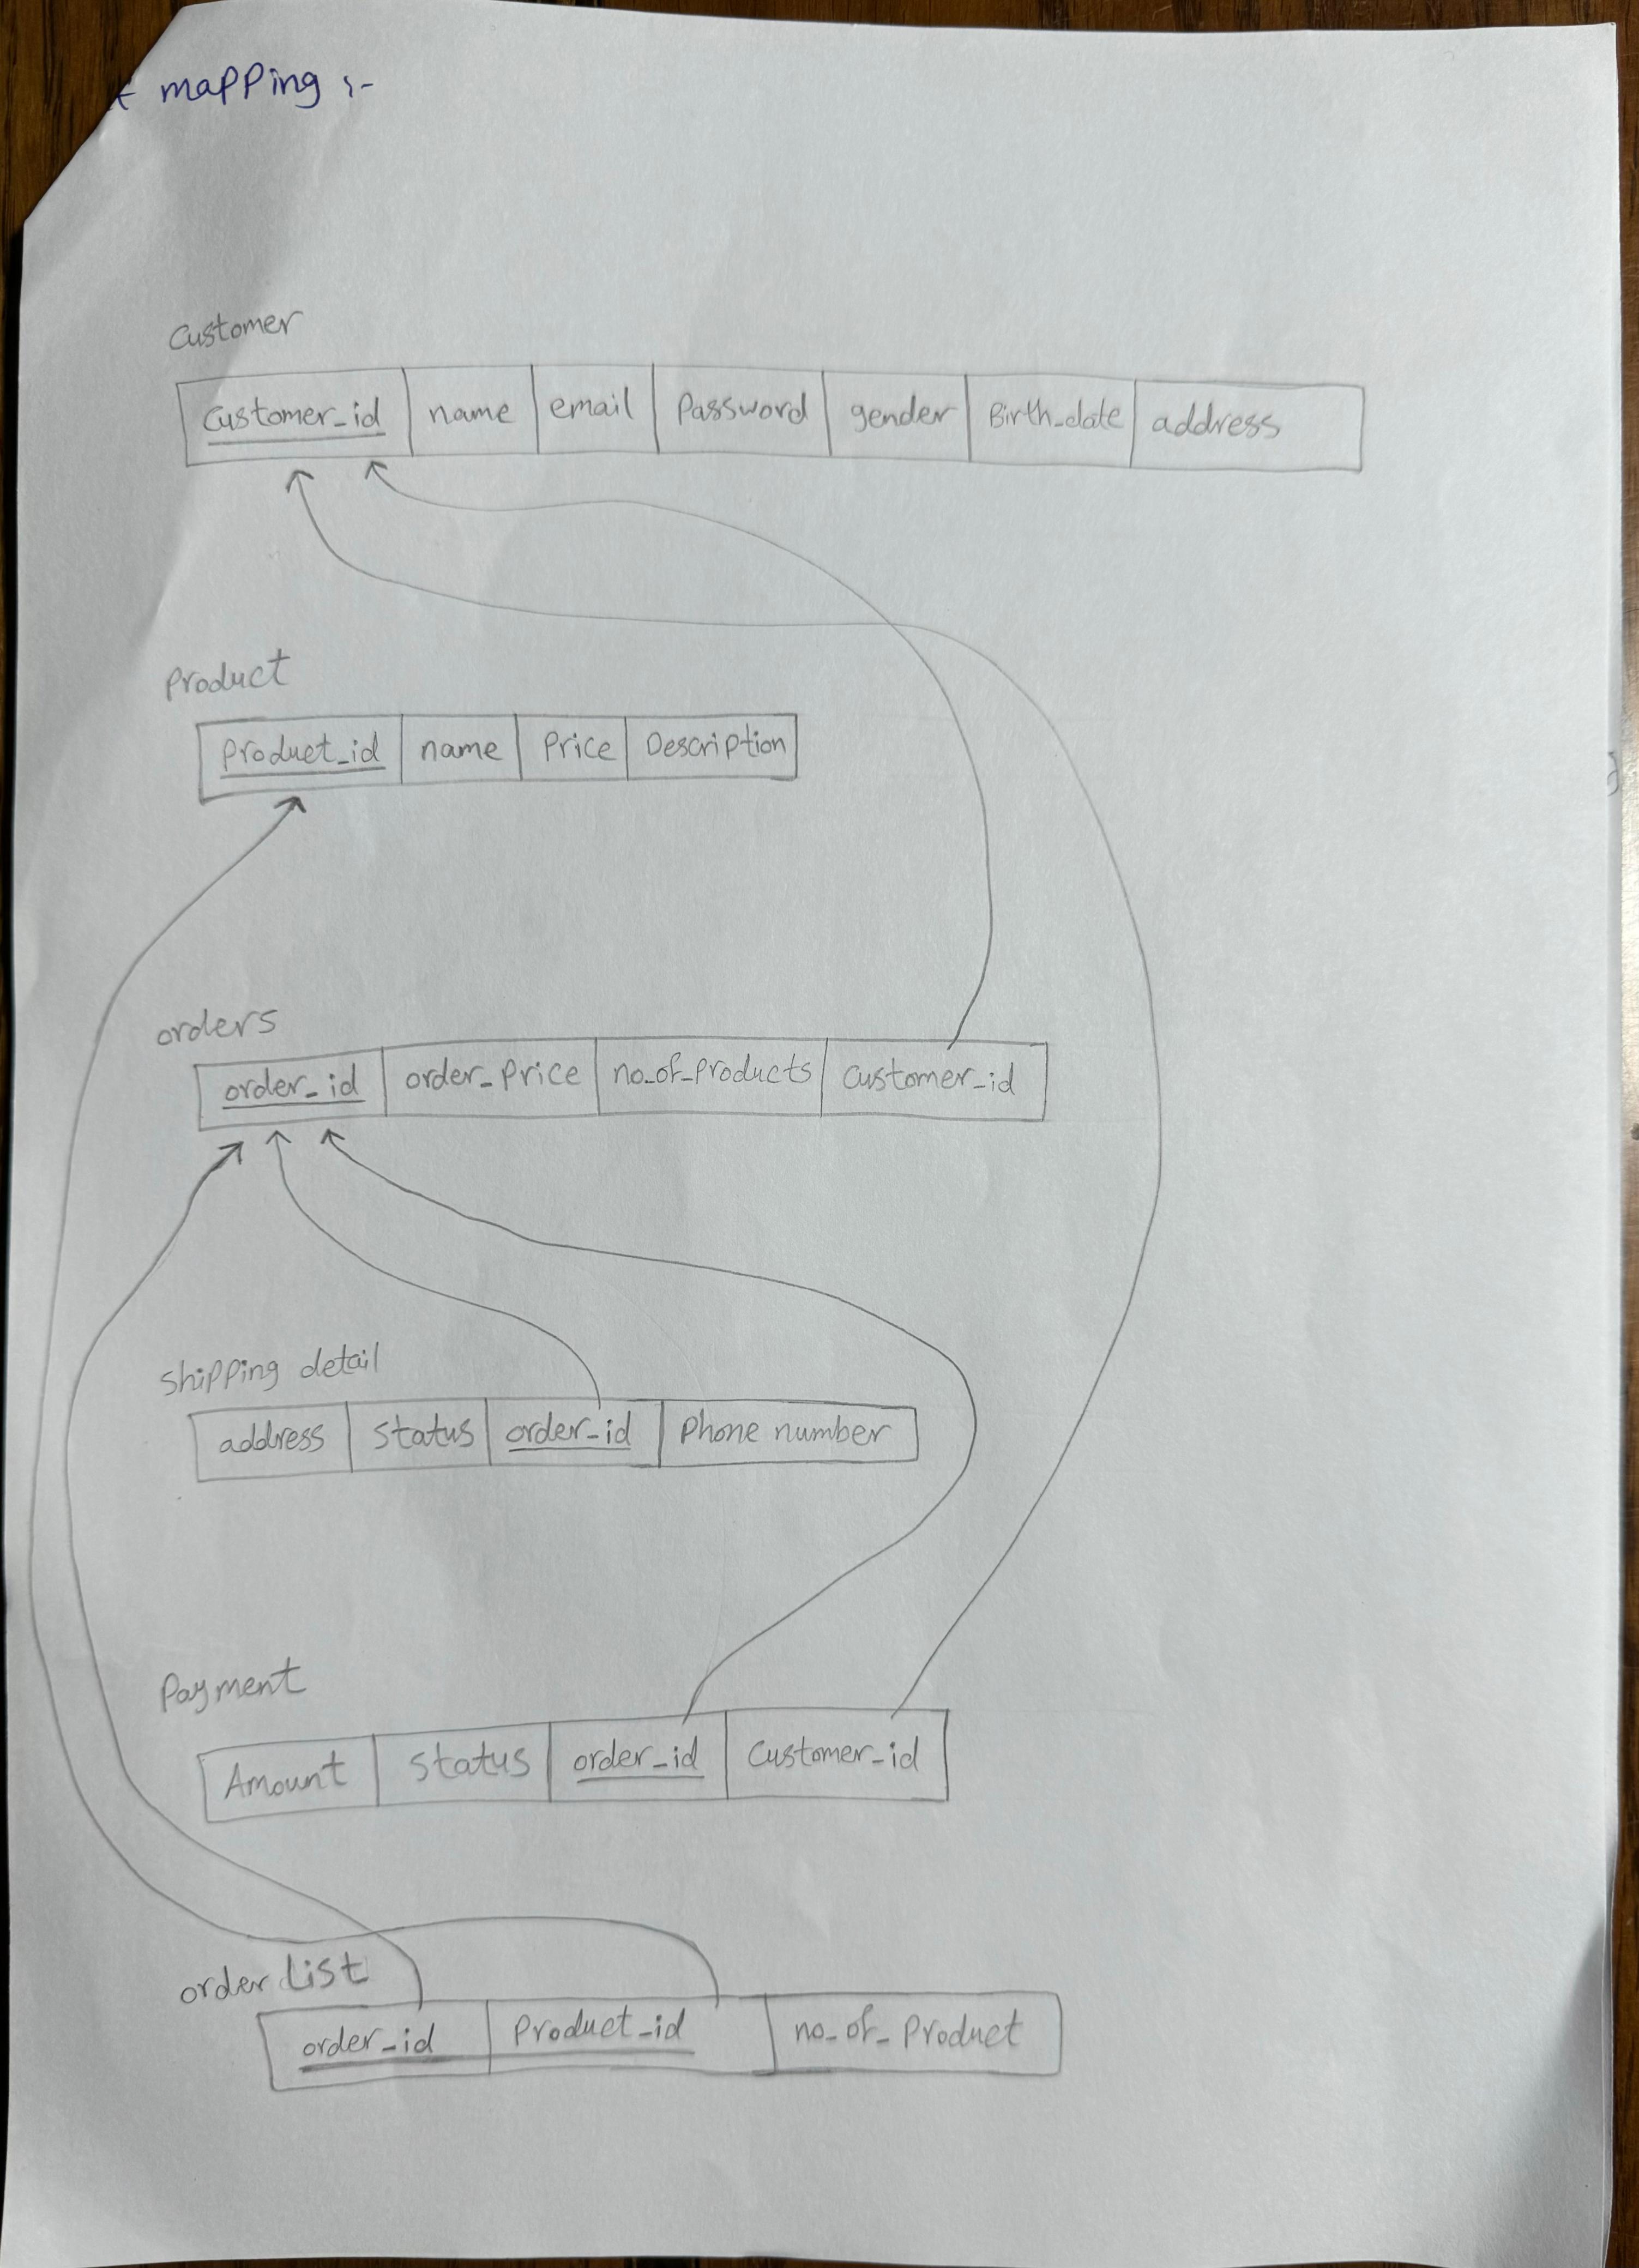 mapping :-
Customer
Customer_id name email Password gender Birth_date address
Product
Product_id name Price Description
orders
order_id order_Price no_of_Products Customer_id
Shipping detail
address Status order_id Phone number
Payment
Amount Status order_id Customer_id
order List
order_id Product_id no_of_Product